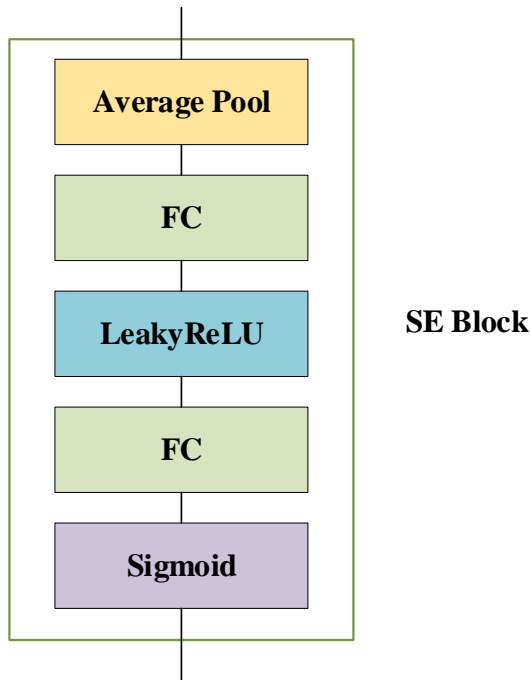 Average Pool
FC
LeakyReLU
SE Block
FC
Sigmoid